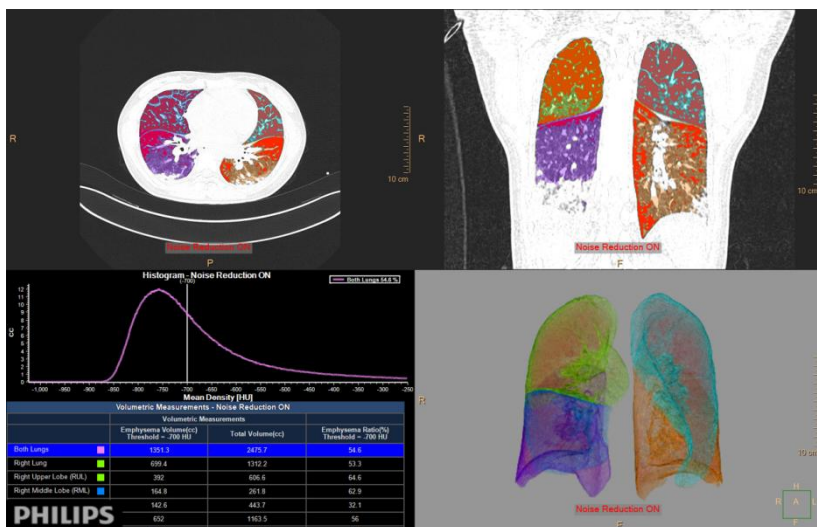 R
10 cm
Noise Reduction ON
P
R
10 cm
Noise Reduction ON
F
Histogram - Noise Reduction ON
(-700)
Both Lungs 54.6 %
cc
12
11
10
9
8
7
6
5
4
3
2
1
0
-1,000 -950 -900 -850 -800 -750 -700 -650 -600 -550 -500 -450 -400 -350 -300 -250
Mean Density [HU]
Volumetric Measurements - Noise Reduction ON
Volumetric Measurements
Emphysema Volume(cc) Threshold = -700 HU Total Volume(cc) Emphysema Ratio(%) Threshold = -700 HU
Both Lungs 1351.3 2475.7 54.6
Right Lung 699.4 1312.2 53.3
Right Upper Lobe (RUL) 392 606.6 64.6
Right Middle Lobe (RML) 164.8 261.8 62.9
142.6 443.7 32.1
652 1163.5 56
PHILIPS
R
10 cm
Noise Reduction ON
F
H
R A L
F